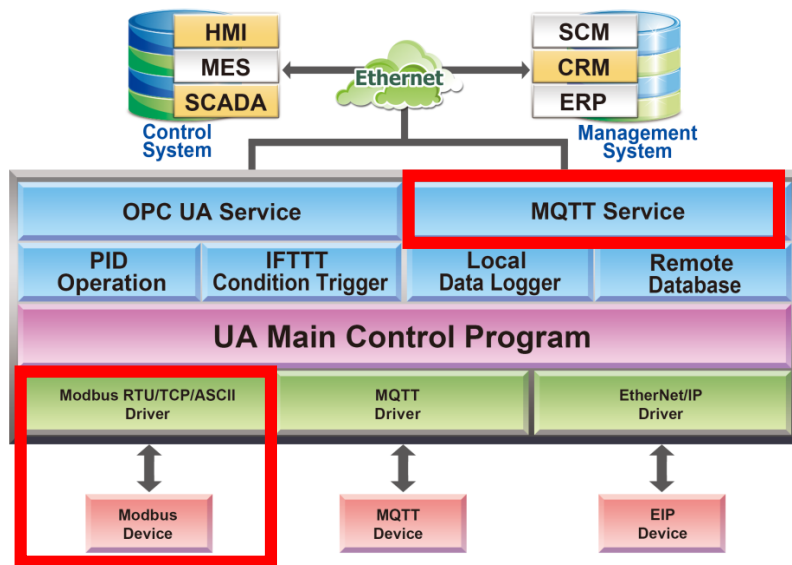 HMI
MES
SCADA
Control
System
Ethernet
SCM
CRM
ERP
Management
System
OPC UA Service
MQTT Service
PID
Operation
IFTTT
Condition Trigger
Local
Data Logger
Remote
Database
UA Main Control Program
Modbus RTU/TCP/ASCII
Driver
MQTT
Driver
EtherNet/IP
Driver
Modbus
Device
MQTT
Device
EIP
Device